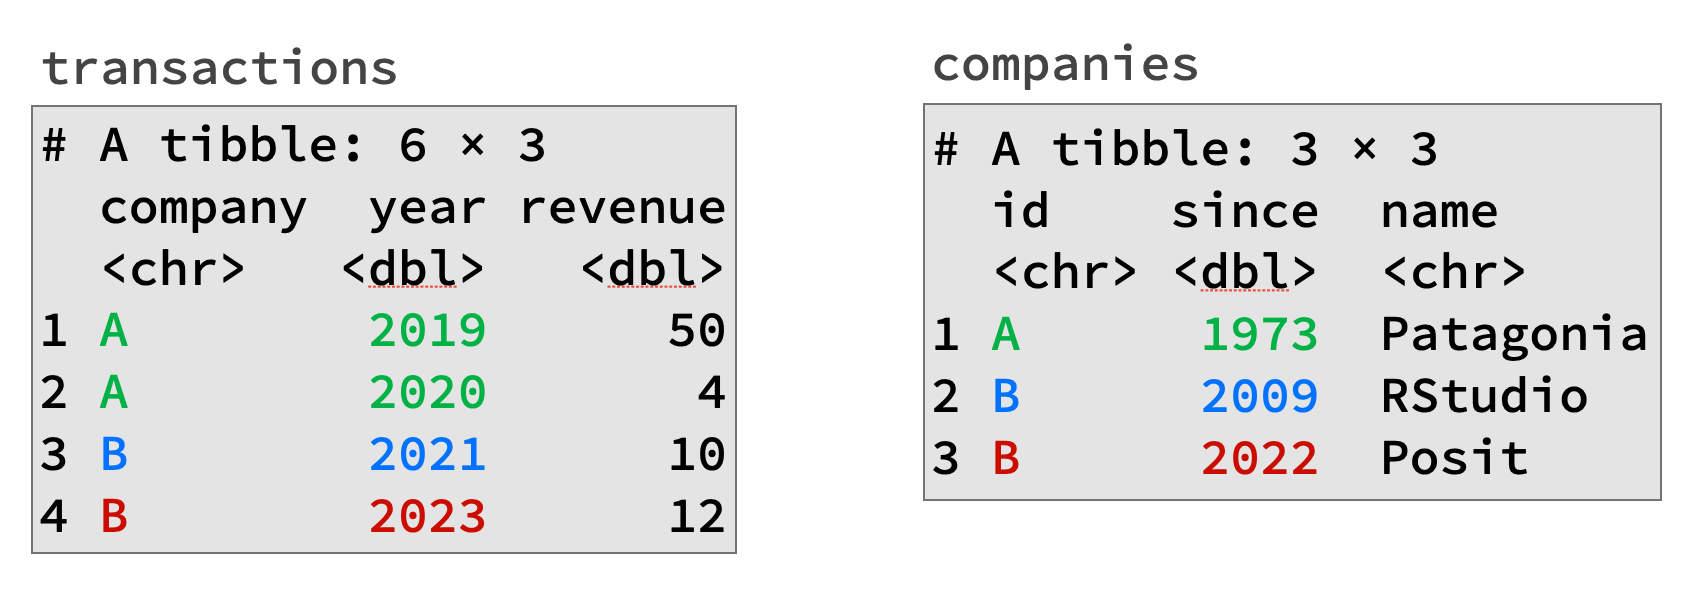 transactions
# A tibble: 6 × 3
company year revenue
<chr> <dbl> <dbl>
1 A 2019 50
2 A 2020 4
3 B 2021 10
4 B 2023 12
companies
# A tibble: 3 × 3
id since name
<chr> <dbl> <chr>
1 A 1973 Patagonia
2 B 2009 RStudio
3 B 2022 Posit